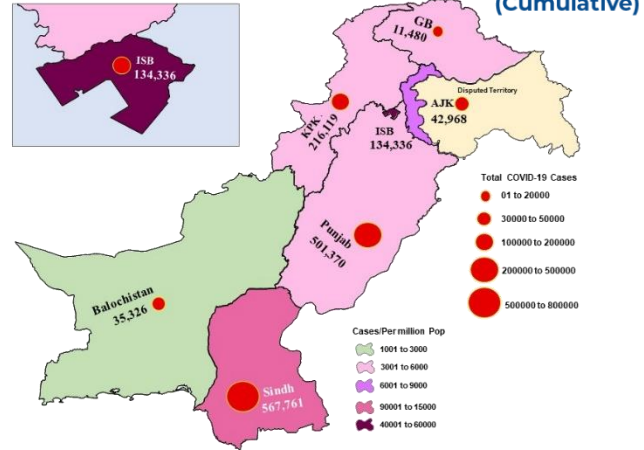 (Cumulative)
ISB
134,336
GB
11,480
Disputed Territory
AJK
42,968
KPK
216,119
ISB
134,336
Punjab
501,370
Balochistan
35,326
Sindh
567,761
Total COVID-19 Cases
01 to 20000
30000 to 50000
100000 to 200000
200000 to 500000
500000 to 800000
Cases/Per million Pop
1001 to 3000
3001 to 6000
6001 to 9000
90001 to 15000
40001 to 60000